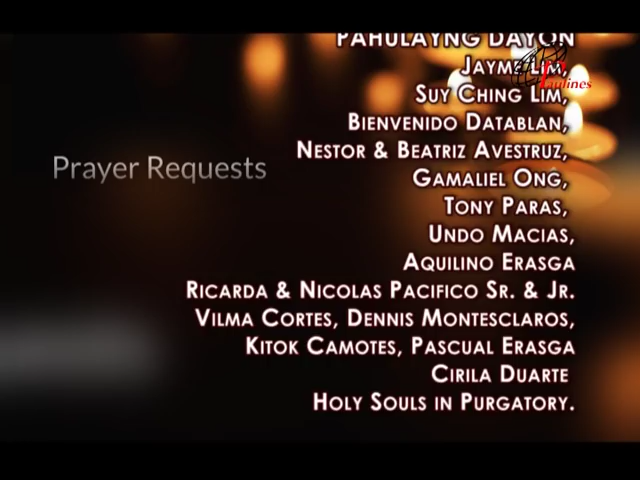 PAHULAYNG DAYON
JAYME LIM,
SUY CHING LIM,
BIENVENIDO DATABLAN,
NESTOR & BEATRIZ AVESTRUZ,
Prayer Requests
GAMALIEL ONG,
TONY PARAS,
UNDO MACIAS,
AQUILINO ERASGA
RICARDA & NICOLAS PACIFICO SR. & JR.
VILMA CORTES, DENNIS MONTESCLAROS,
KITOK CAMOTES, PASCUAL ERASGA
CIRILA DUARTE
HOLY SOULS IN PURGATORY.